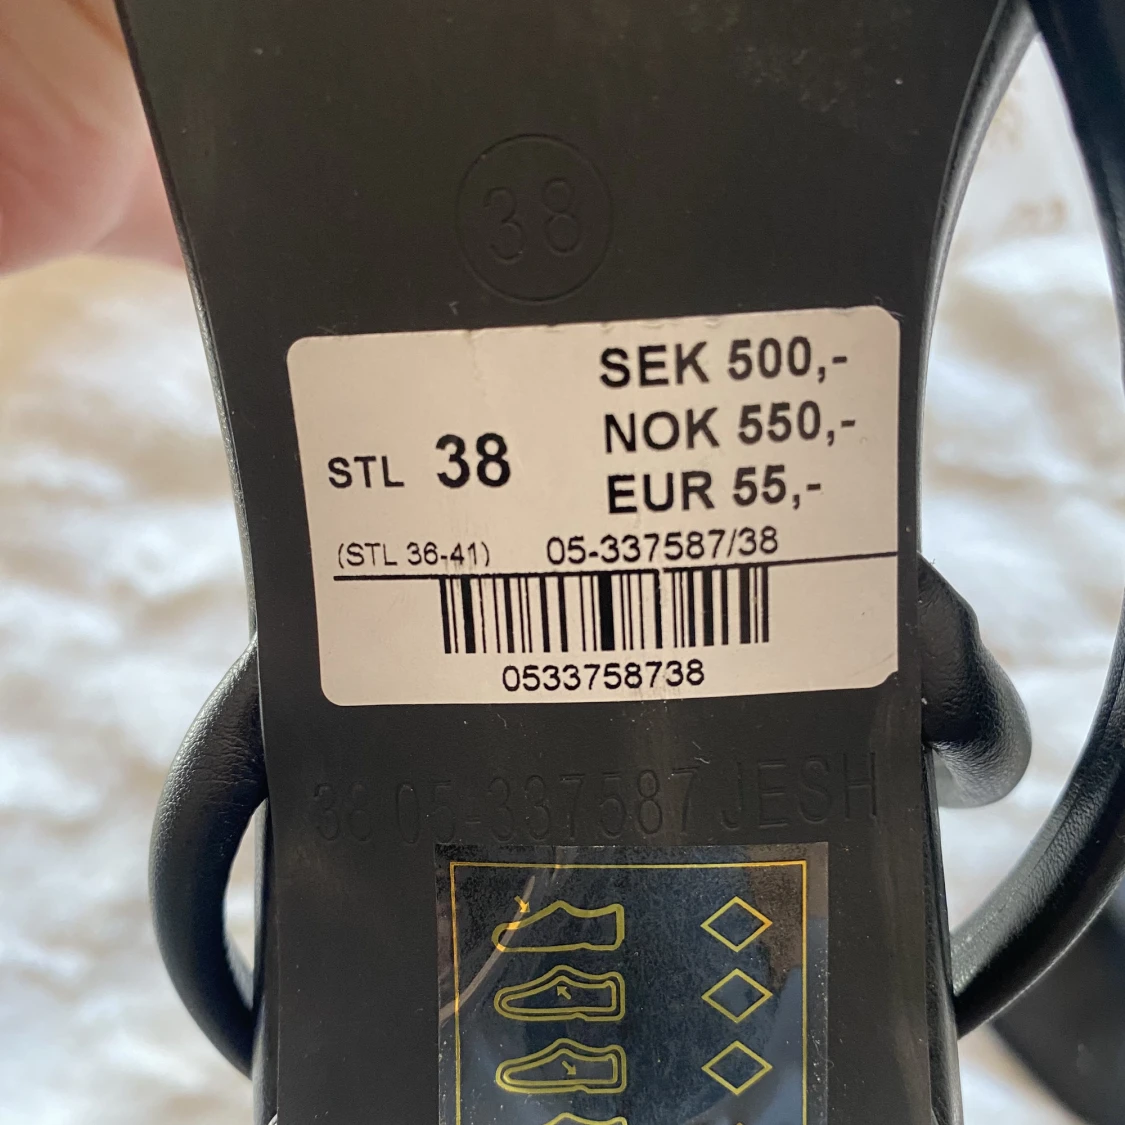 38
SEK 500,-
NOK 550,-
EUR 55,-
STL 38
(STL 36-41) 05-337587/38
0533758738
38 05-337587 JESH